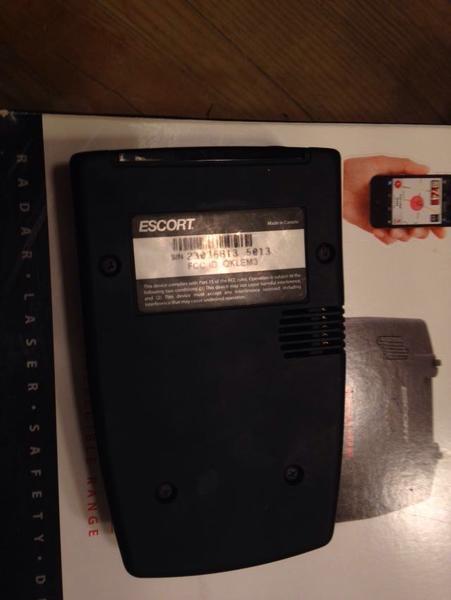 ESCORT
Made in Canada
S/N 23016813 5013
FCC ID QKLEM3
This device complies with Part 15 of the FCC rules. Operation is subject to the
following two conditions: (1) This device may not cause harmful interference,
and (2) This device must accept any interference received including
interference that may cause undesired operation.
RADAR • LASER • SAFETY • D
RANGE